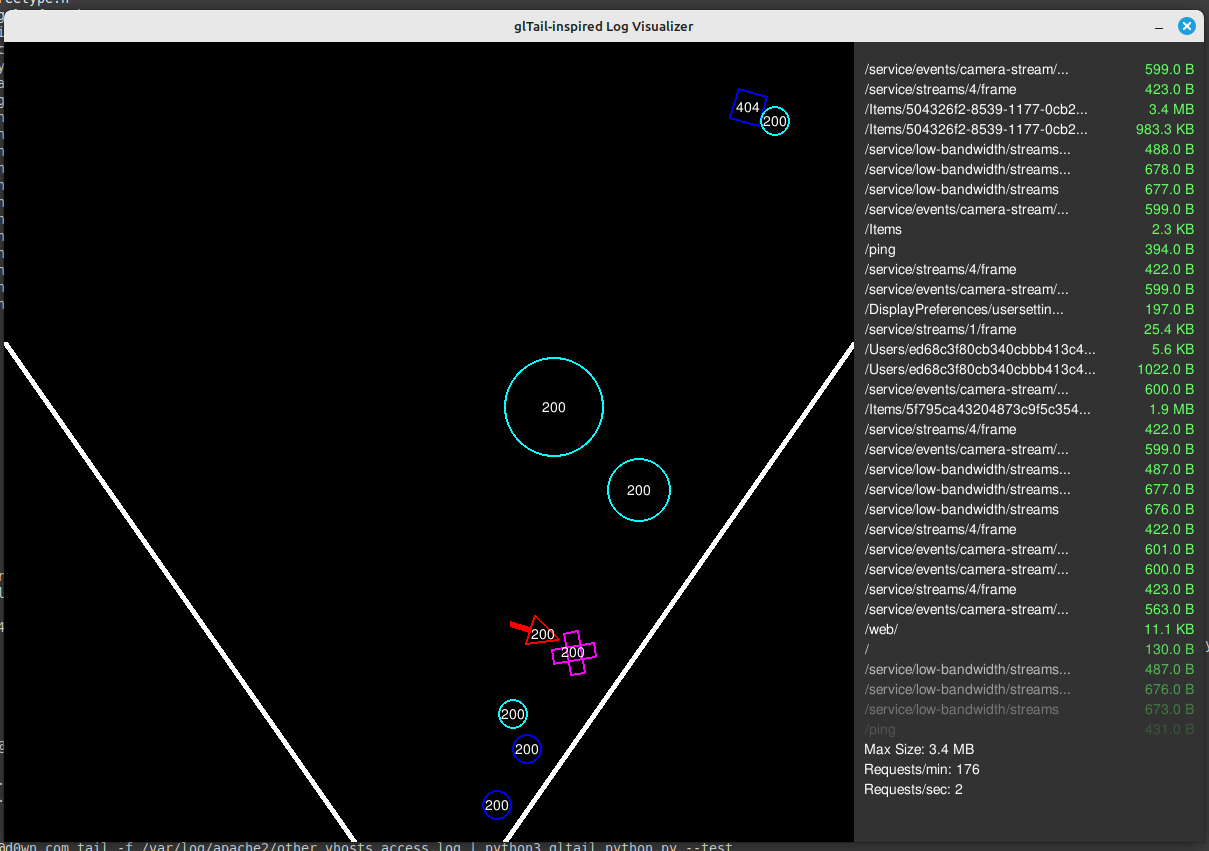 glTail-inspired Log Visualizer
404
200
200
200
200
200
200
200
200
/service/events/camera-stream/... 599.0 B
/service/streams/4/frame 423.0 B
/Items/504326f2-8539-1177-0cb2... 3.4 MB
/Items/504326f2-8539-1177-0cb2... 983.3 KB
/service/low-bandwidth/streams... 488.0 B
/service/low-bandwidth/streams... 678.0 B
/service/low-bandwidth/streams 677.0 B
/service/events/camera-stream/... 599.0 B
/Items 2.3 KB
/ping 394.0 B
/service/streams/4/frame 422.0 B
/service/events/camera-stream/... 599.0 B
/DisplayPreferences/usersettin... 197.0 B
/service/streams/1/frame 25.4 KB
/Users/ed68c3f80cb340cbbb413c4... 5.6 KB
/Users/ed68c3f80cb340cbbb413c4... 1022.0 B
/service/events/camera-stream/... 600.0 B
/Items/5f795ca43204873c9f5c354... 1.9 MB
/service/streams/4/frame 422.0 B
/service/events/camera-stream/... 599.0 B
/service/low-bandwidth/streams... 487.0 B
/service/low-bandwidth/streams... 677.0 B
/service/low-bandwidth/streams 676.0 B
/service/streams/4/frame 422.0 B
/service/events/camera-stream/... 601.0 B
/service/events/camera-stream/... 600.0 B
/service/streams/4/frame 423.0 B
/service/events/camera-stream/... 563.0 B
/web/ 11.1 KB
/ 130.0 B
/service/low-bandwidth/streams... 487.0 B
/service/low-bandwidth/streams... 676.0 B
/service/low-bandwidth/streams 673.0 B
/ping 431.0 B
Max Size: 3.4 MB
Requests/min: 176
Requests/sec: 2
@d0wn.com tail -f /var/log/apache2/other_vhosts_access.log | python3 gltail_python.py --test